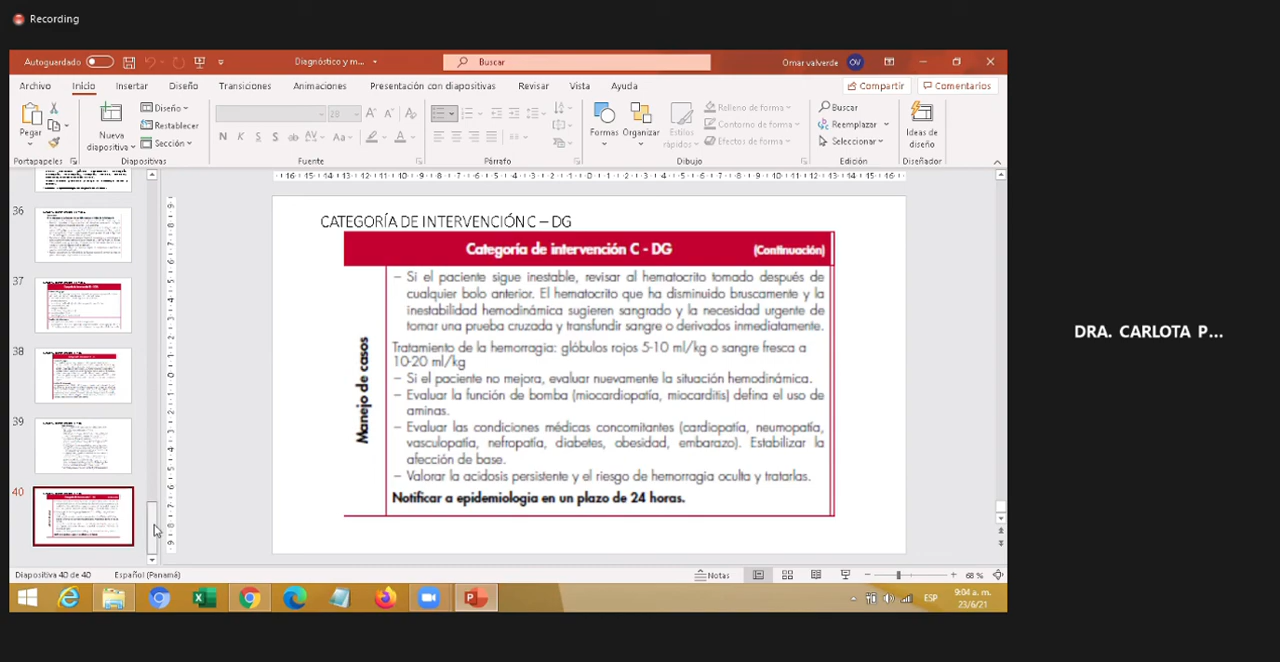 Recording
Autoguardado
Diagnóstico y m...
Buscar
Omar valverde
OV
Archivo
Inicio
Insertar
Diseño
Transiciones
Animaciones
Presentación con diapositivas
Revisar
Vista
Ayuda
Compartir
Comentarios
Pegar
Nueva
diapositiva
Diseño
Restablecer
Sección
28
N K S S ab AV Aa
Formas
Organizar
Estilos
rápidos
Relleno de forma
Contorno de forma
Efectos de forma
Buscar
Reemplazar
Seleccionar
Ideas de
diseño
Portapapeles
Diapositivas
Fuente
Párrafo
Dibujo
Edición
Diseñador
36
37
38
39
40
CATEGORÍA DE INTERVENCIÓN C – DG
Categoría de intervención C - DG
(Continuación)
Manejo de casos
– Si el paciente sigue inestable, revisar al hematocrito tomado después de
cualquier bolo anterior. El hematocrito que ha disminuido bruscamente y la
inestabilidad hemodinámica sugieren sangrado y la necesidad urgente de
tomar una prueba cruzada y transfundir sangre o derivados inmediatamente.
Tratamiento de la hemorragia: glóbulos rojos 5-10 ml/kg o sangre fresca a
10-20 ml/kg
– Si el paciente no mejora, evaluar nuevamente la situación hemodinámica.
– Evaluar la función de bomba (miocardiopatía, miocarditis) defina el uso de
aminas.
– Evaluar las condiciones médicas concomitantes (cardiopatía, neumopatía,
vasculopatía, nefropatía, diabetes, obesidad, embarazo). Estabilizar la
afección de base.
– Valorar la acidosis persistente y el riesgo de hemorragia oculta y tratarlas.
Notificar a epidemiologia en un plazo de 24 horas.
DRA. CARLOTA P...
Diapositiva 40 de 40
Español (Panamá)
Notas
68 %
ESP
9:04 a. m.
23/6/21